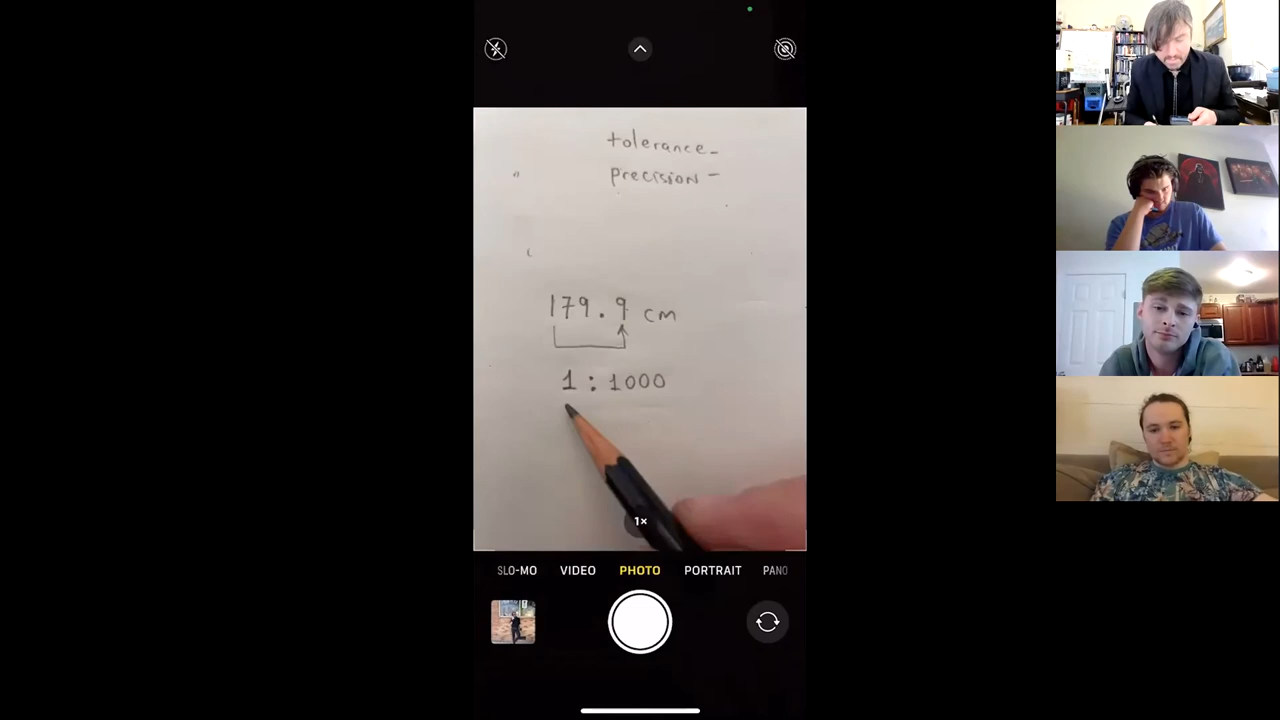 tolerance-
precision-
179.9 cm
1:1000
1×
SLO-MO VIDEO PHOTO PORTRAIT PANO